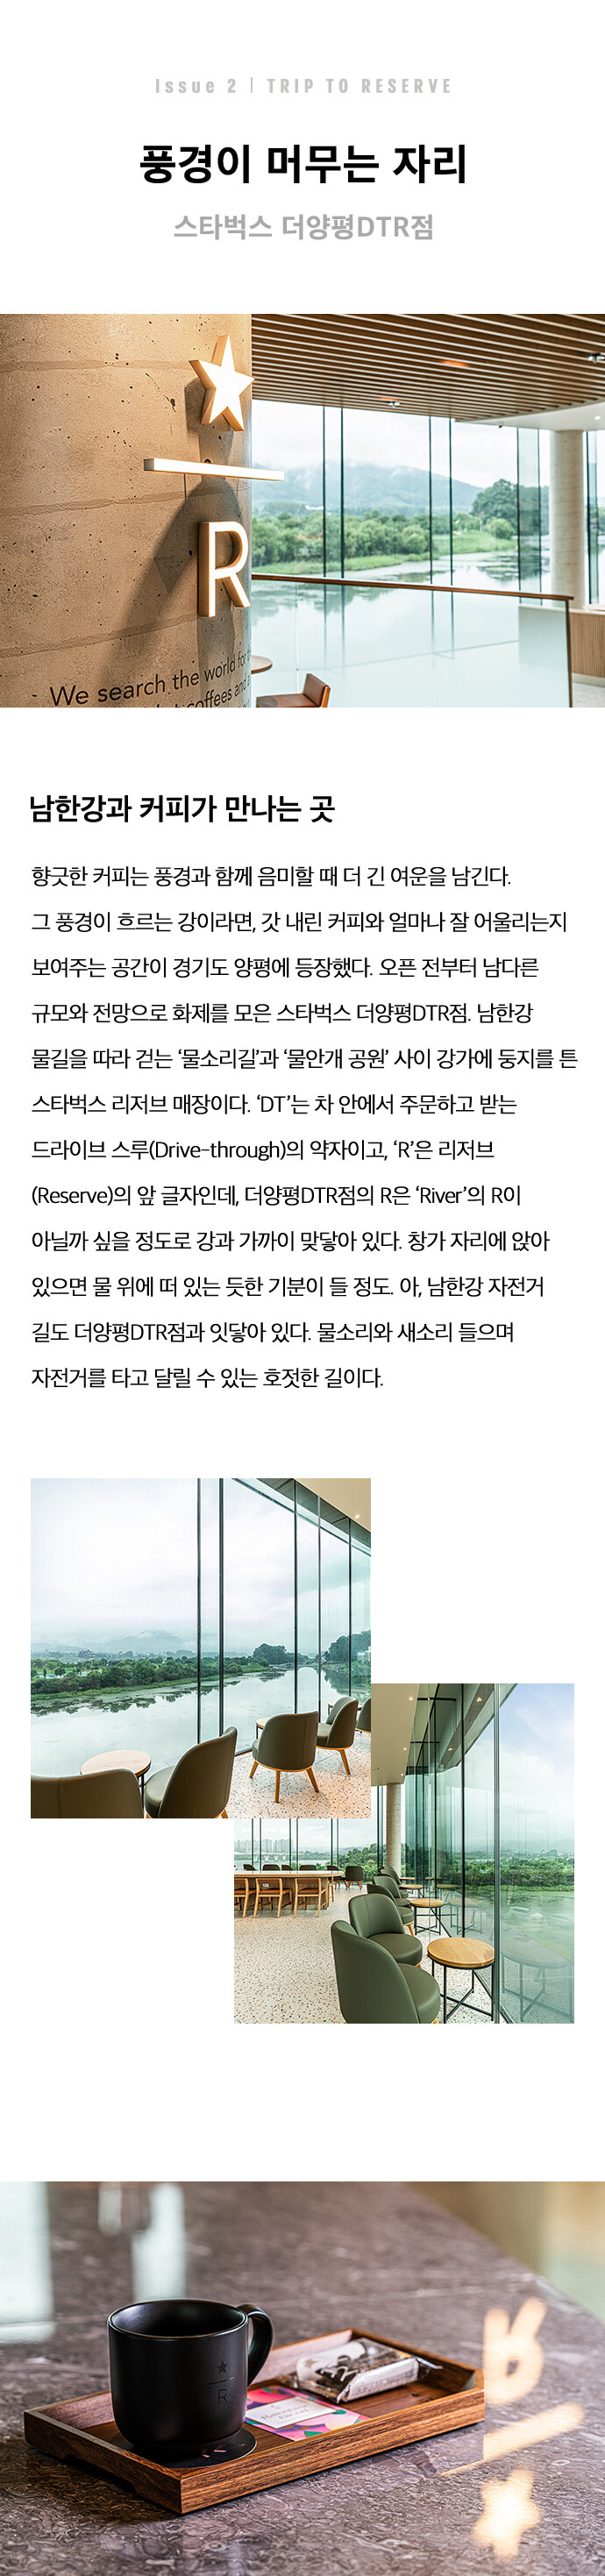 Issue 2 | TRIP TO RESERVE
풍경이 머무는 자리
스타벅스 더양평DTR점
R
We search the world for
coffees and
남한강과 커피가 만나는 곳
향긋한 커피는 풍경과 함께 음미할 때 더 긴 여운을 남긴다.
그 풍경이 흐르는 강이라면, 갓 내린 커피와 얼마나 잘 어울리는지
보여주는 공간이 경기도 양평에 등장했다. 오픈 전부터 남다른
규모와 전망으로 화제를 모은 스타벅스 더양평DTR점. 남한강
물길을 따라 걷는 ‘물소리길’과 ‘물안개 공원’ 사이 강가에 둥지를 튼
스타벅스 리저브 매장이다. ‘DT’는 차 안에서 주문하고 받는
드라이브 스루(Drive-through)의 약자이고, ‘R’은 리저브
(Reserve)의 앞 글자인데, 더양평DTR점의 R은 ‘River’의 R이
아닐까 싶을 정도로 강과 가까이 맞닿아 있다. 창가 자리에 앉아
있으면 물 위에 떠 있는 듯한 기분이 들 정도. 아, 남한강 자전거
길도 더양평DTR점과 잇닿아 있다. 물소리와 새소리 들으며
자전거를 타고 달릴 수 있는 호젓한 길이다.
R
R